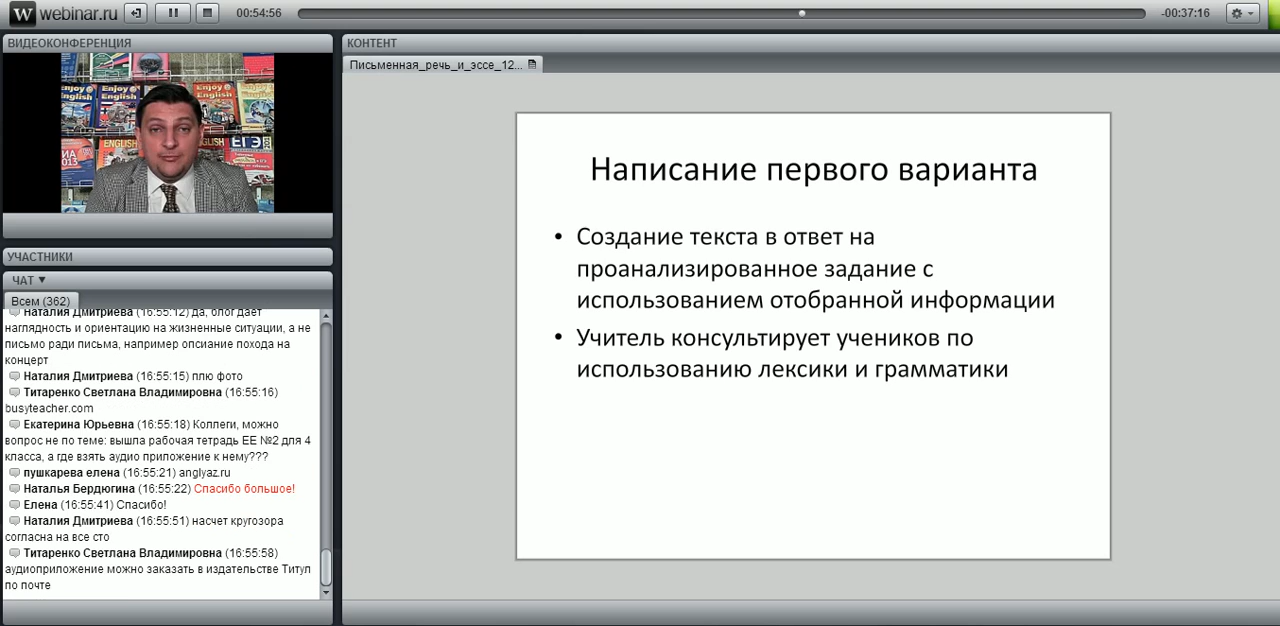 W webinar.ru
00:54:56
-00:37:16
ВИДЕОКОНФЕРЕНЦИЯ
Enjoy English
ENGLISH
ЕГЭ
2013
УЧАСТНИКИ
ЧАТ ▼
Всем (362)
Наталия Дмитриева (16:55:12) да, блог дает
наглядность и ориентацию на жизненные ситуации, а не
письмо ради письма, например опсиание похода на
концерт
Наталия Дмитриева (16:55:15) плю фото
Титаренко Светлана Владимировна (16:55:16)
busyteacher.com
Екатерина Юрьевна (16:55:18) Коллеги, можно
вопрос не по теме: вышла рабочая тетрадь ЕЕ №2 для 4
класса, а где взять аудио приложение к нему???
пушкарева елена (16:55:21) anglyaz.ru
Наталья Бердюгина (16:55:22) Спасибо большое!
Елена (16:55:41) Спасибо!
Наталия Дмитриева (16:55:51) насчет кругозора
согласна на все сто
Титаренко Светлана Владимировна (16:55:58)
аудиоприложение можно заказать в издательстве Титул
по почте
КОНТЕНТ
Письменная_речь_и_эссе_12...
Написание первого варианта
• Создание текста в ответ на
проанализированное задание с
использованием отобранной информации
• Учитель консультирует учеников по
использованию лексики и грамматики